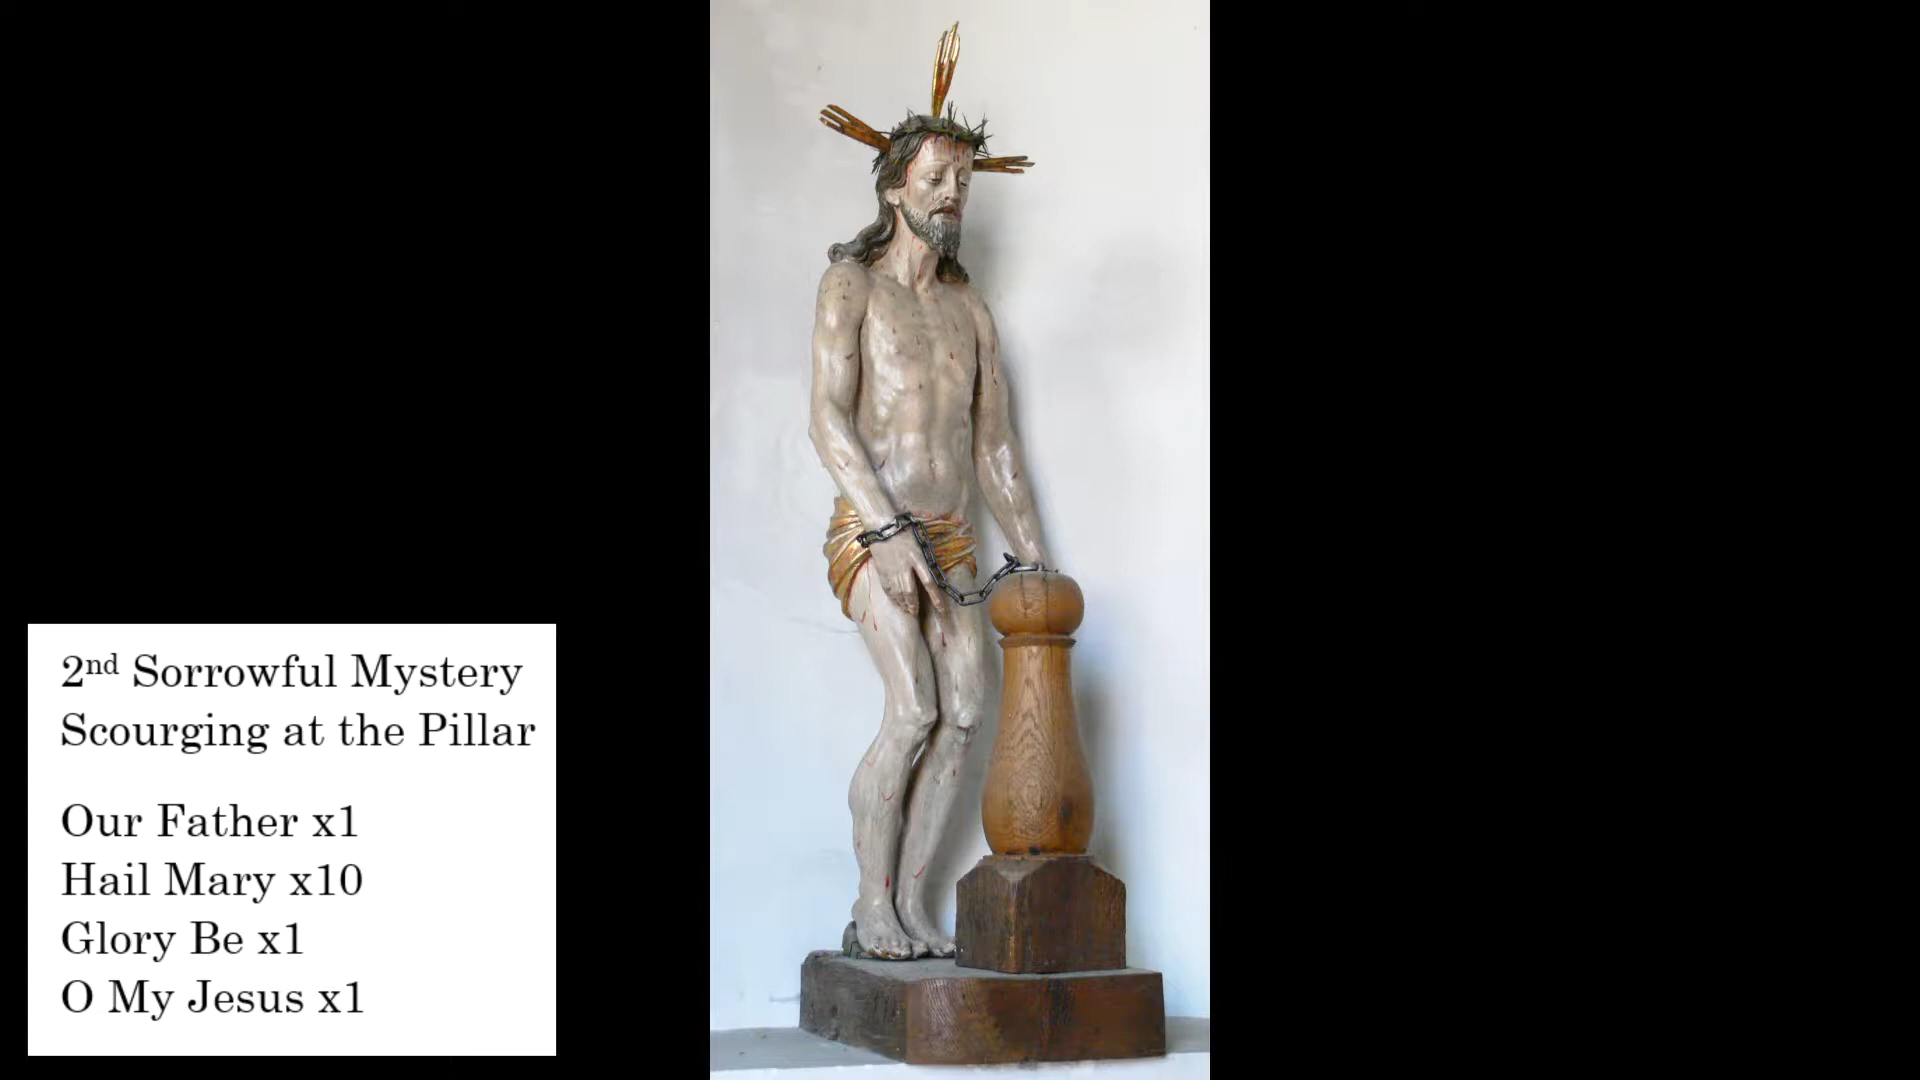 2nd Sorrowful Mystery
Scourging at the Pillar
Our Father x1
Hail Mary x10
Glory Be x1
O My Jesus x1